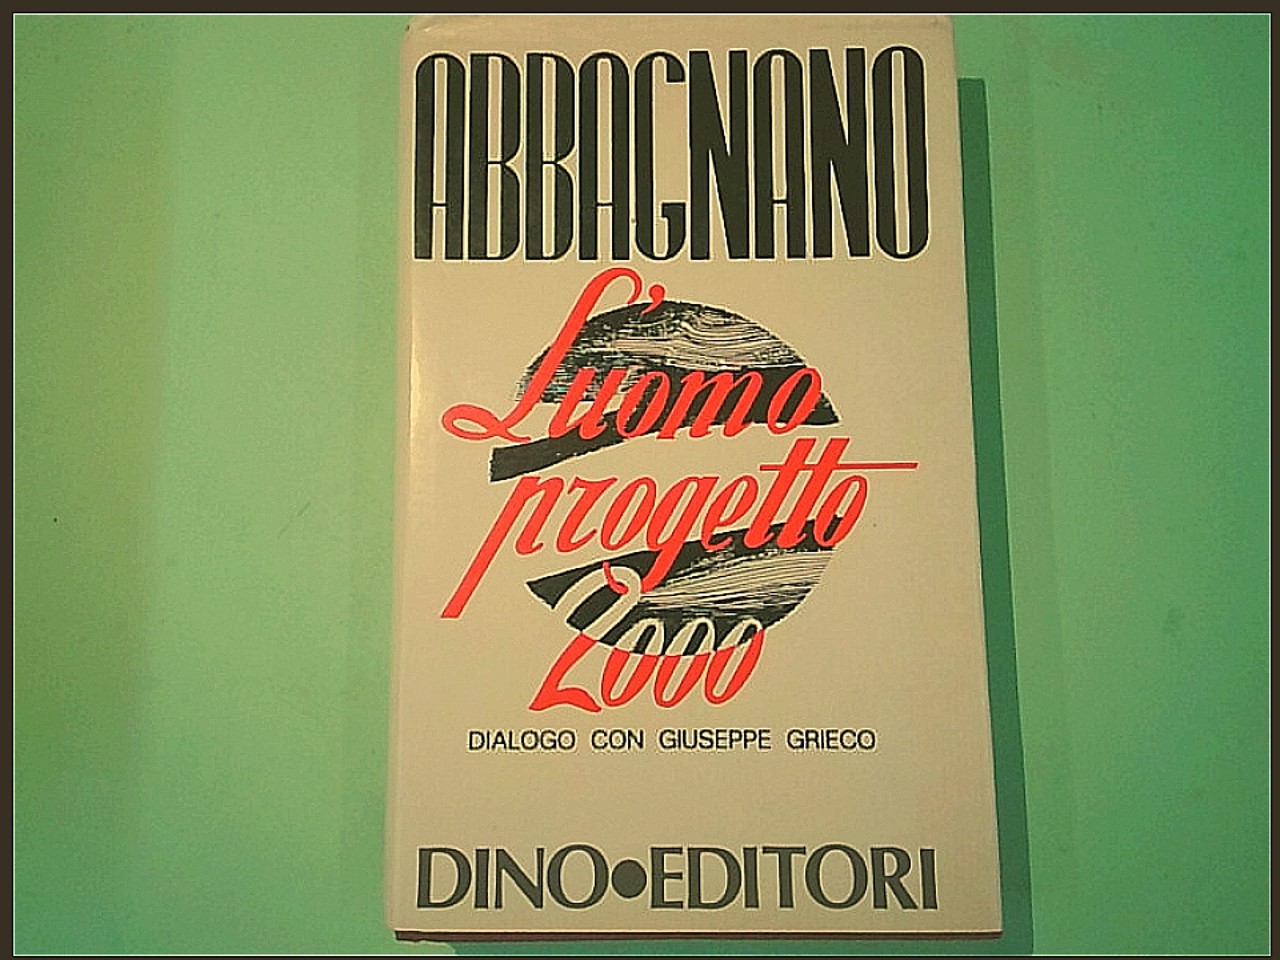 ABBAGNANO
L'uomo
progetto
2000
DIALOGO CON GIUSEPPE GRIECO
DINO•EDITORI